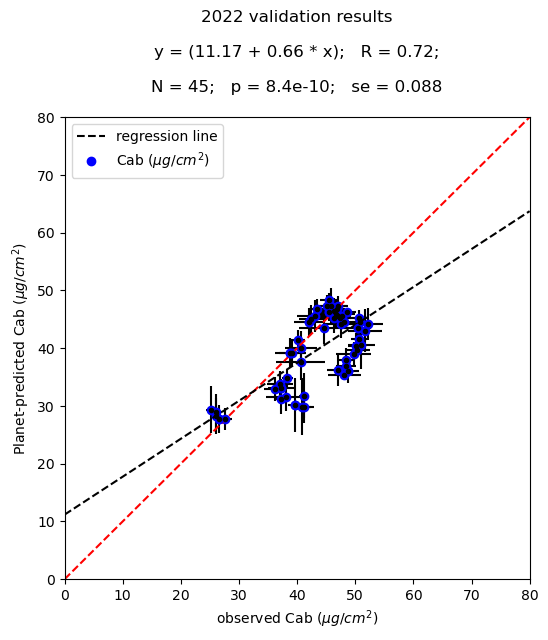 2022 validation results
y = (11.17 + 0.66 * x);   R = 0.72;
N = 45;   p = 8.4e-10;   se = 0.088
regression line
Cab (μg/cm²)
Planet-predicted Cab (μg/cm²)
80
70
60
50
40
30
20
10
0
0 10 20 30 40 50 60 70 80
observed Cab (μg/cm²)